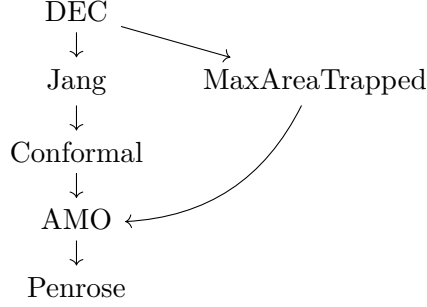 DEC
Jang
MaxAreaTrapped
Conformal
AMO
Penrose